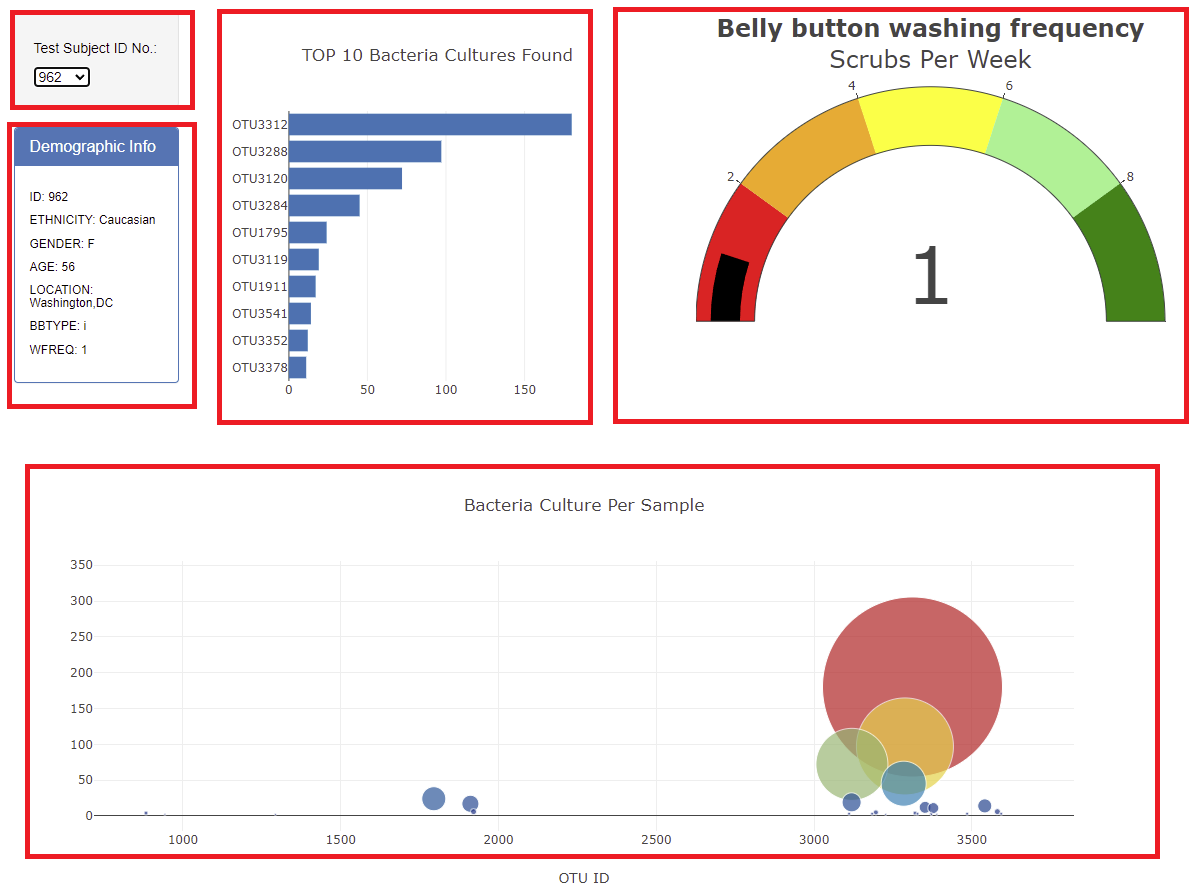 Test Subject ID No.:
962
Demographic Info
ID: 962
ETHNICITY: Caucasian
GENDER: F
AGE: 56
LOCATION:
Washington,DC
BBTYPE: i
WFREQ: 1
TOP 10 Bacteria Cultures Found
OTU3312
OTU3288
OTU3120
OTU3284
OTU1795
OTU3119
OTU1911
OTU3541
OTU3352
OTU3378
0 50 100 150
Belly button washing frequency
Scrubs Per Week
4 6
2 8
1
Bacteria Culture Per Sample
350
300
250
200
150
100
50
0
1000 1500 2000 2500 3000 3500
OTU ID